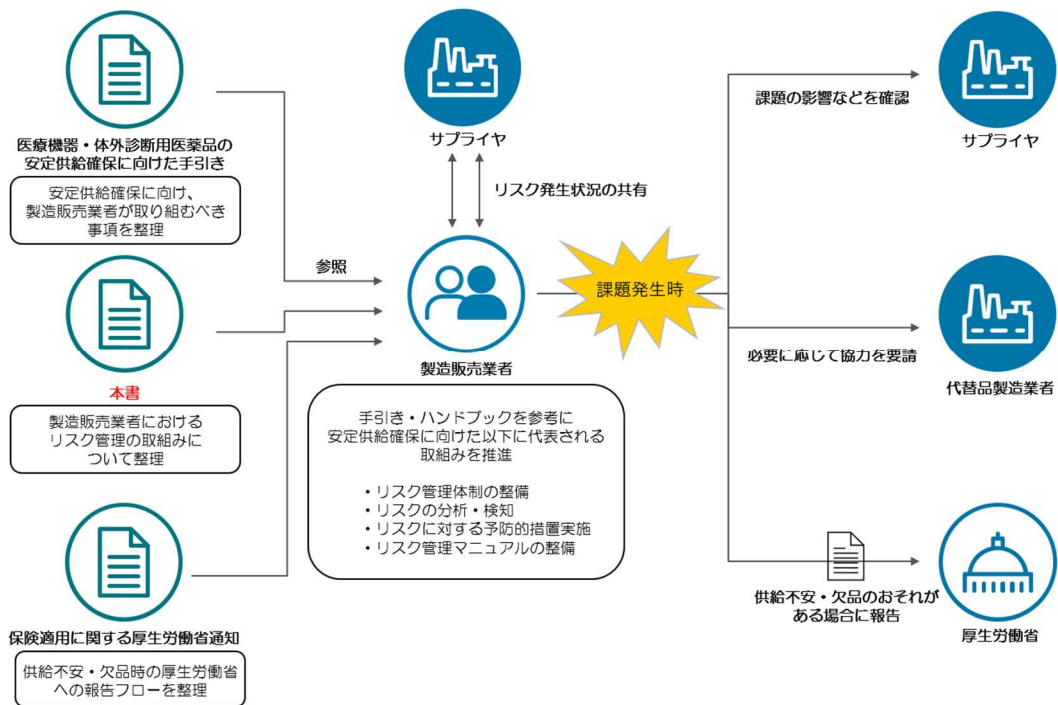 医療機器・体外診断用医薬品の
安定供給確保に向けた手引き
安定供給確保に向け、
製造販売業者が取り組むべき
事項を整理
本書
製造販売業者における
リスク管理の取組みに
ついて整理
保険適用に関する厚生労働省通知
供給不安・欠品時の厚生労働省
への報告フローを整理
参照
サプライヤ
リスク発生状況の共有
製造販売業者
手引き・ハンドブックを参考に
安定供給確保に向けた以下に代表される
取組みを推進
・リスク管理体制の整備
・リスクの分析・検知
・リスクに対する予防的措置実施
・リスク管理マニュアルの整備
課題発生時
課題の影響などを確認
サプライヤ
必要に応じて協力を要請
代替品製造業者
供給不安・欠品のおそれが
ある場合に報告
厚生労働省